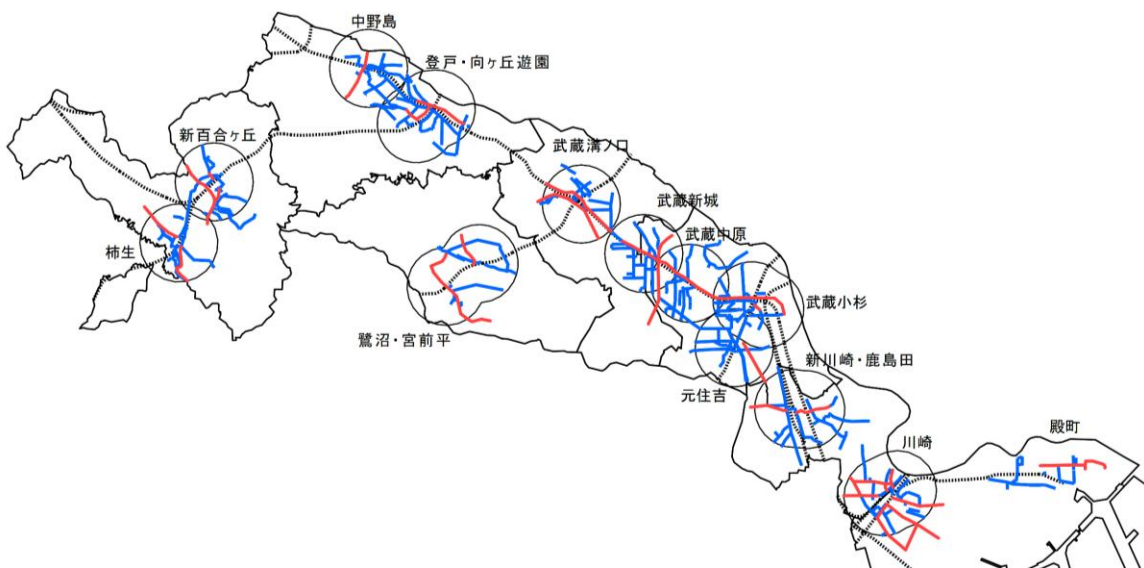 中野島
登戸・向ヶ丘遊園
新百合ヶ丘
武蔵溝ノ口
武蔵新城
武蔵中原
柿生
武蔵小杉
鷺沼・宮前平
新川崎・鹿島田
元住吉
殿町
川崎